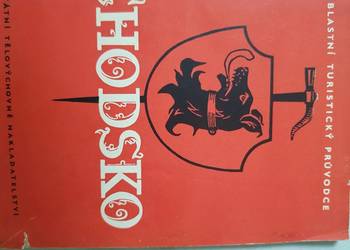 OBLASTNÍ TURISTICKÝ PRŮVODCE
CHODSKO
STÁTNÍ TĚLOVÝCHOVNÉ NAKLADATELSTVÍ